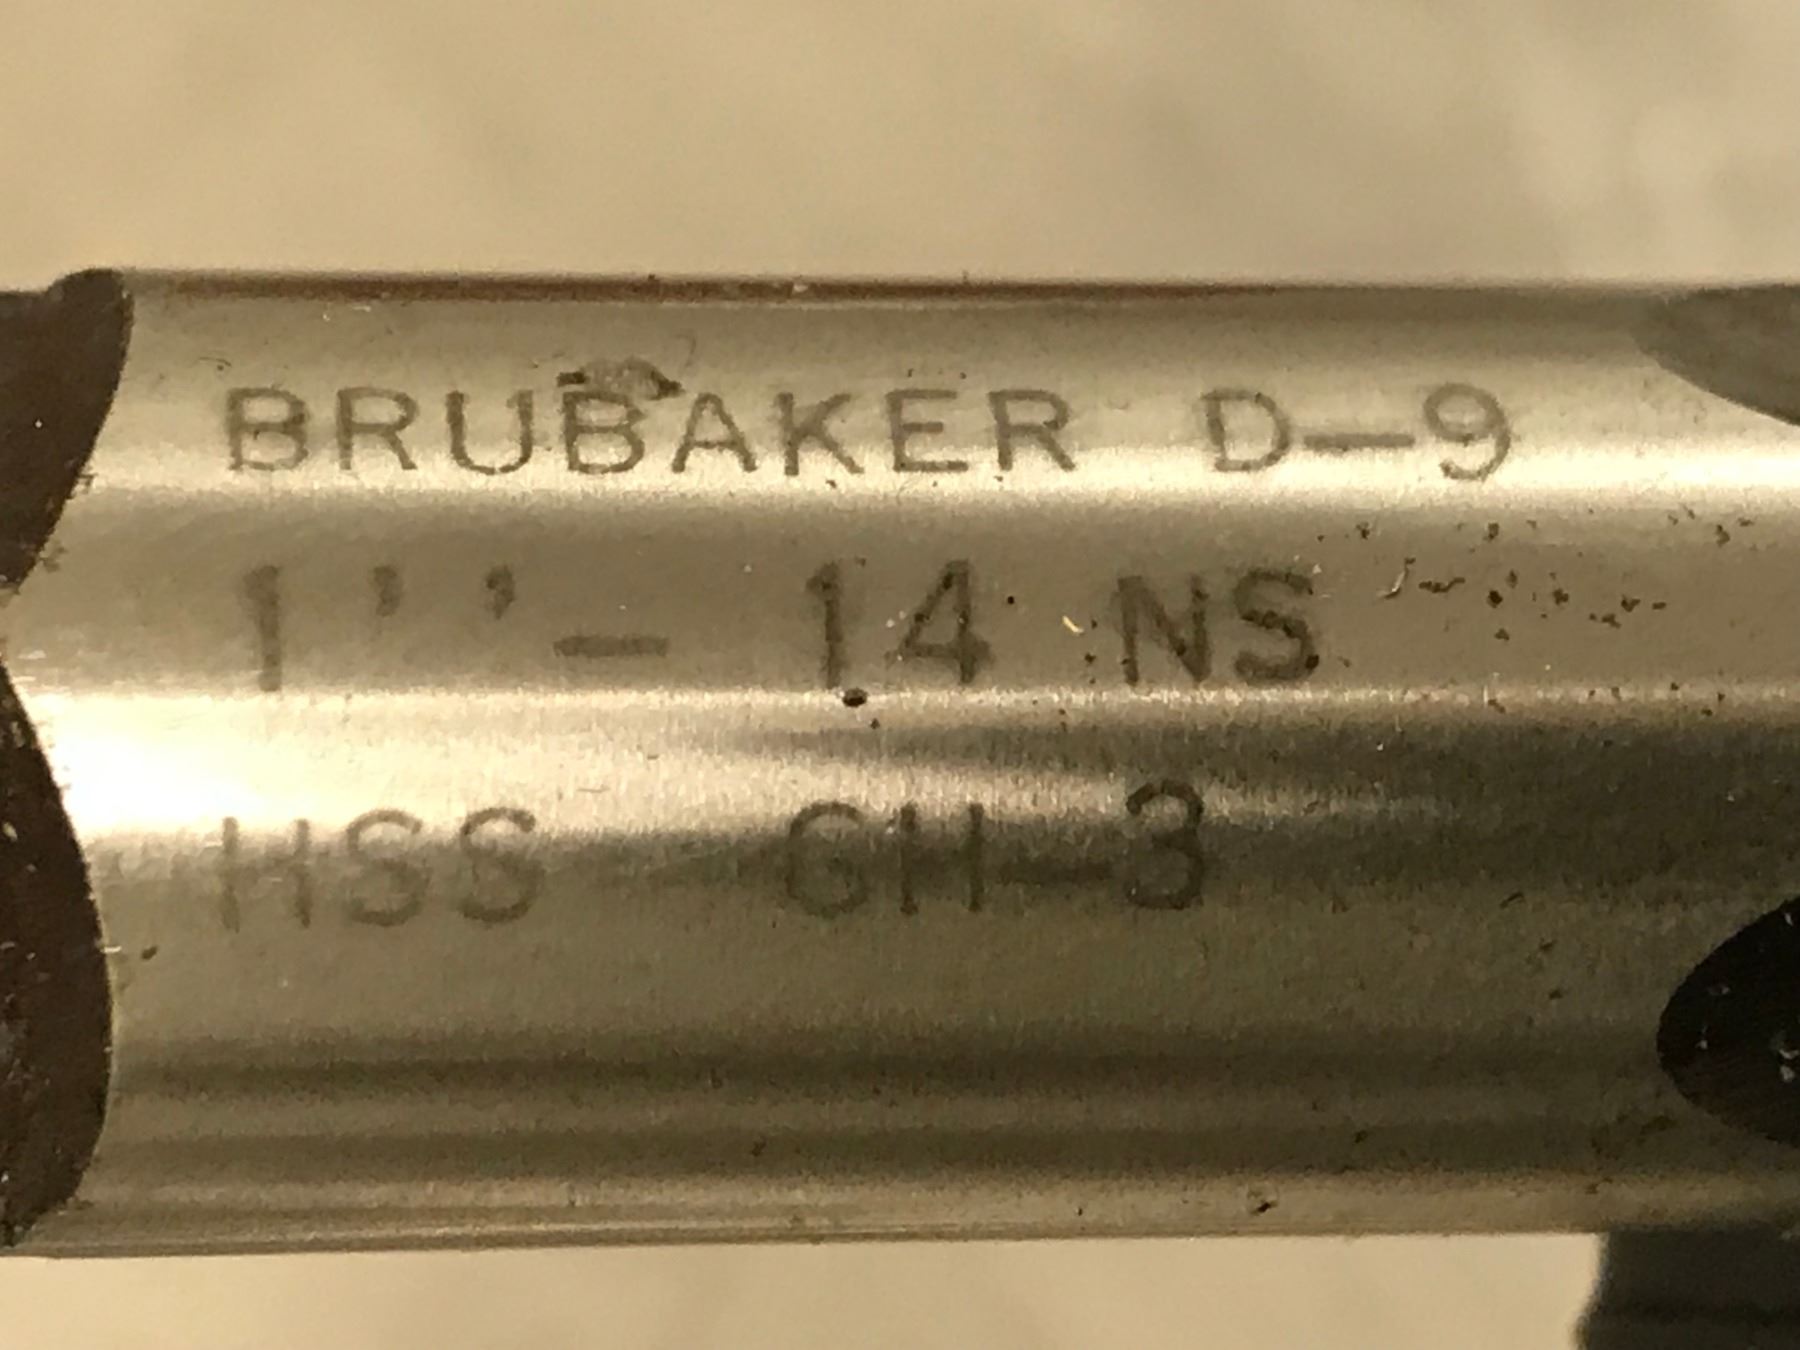 BRUBAKER D-9
1''- 14 NS
HSS GH-3